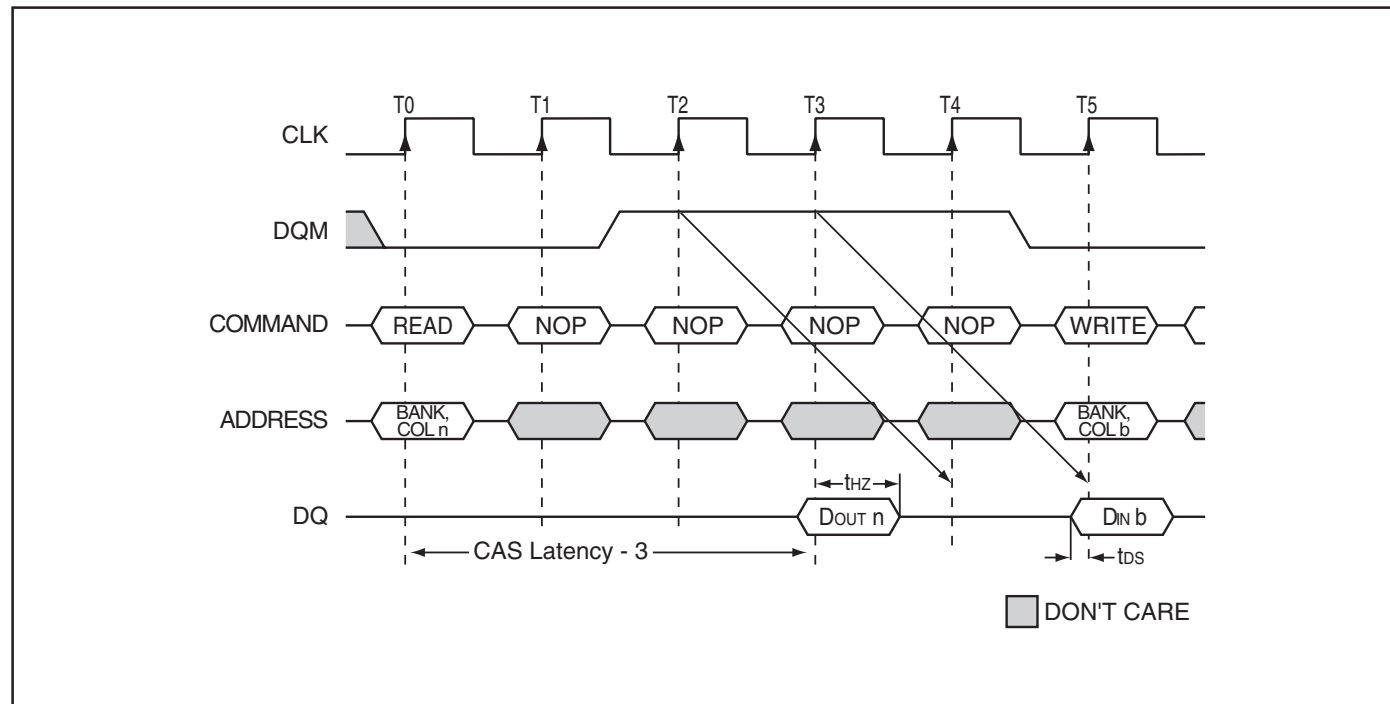 T0 T1 T2 T3 T4 T5
CLK
DQM
COMMAND READ NOP NOP NOP NOP WRITE
ADDRESS BANK, COL n BANK, COL b
tHZ
DQ DOUT n DIN b
CAS Latency - 3 tDS
DON'T CARE